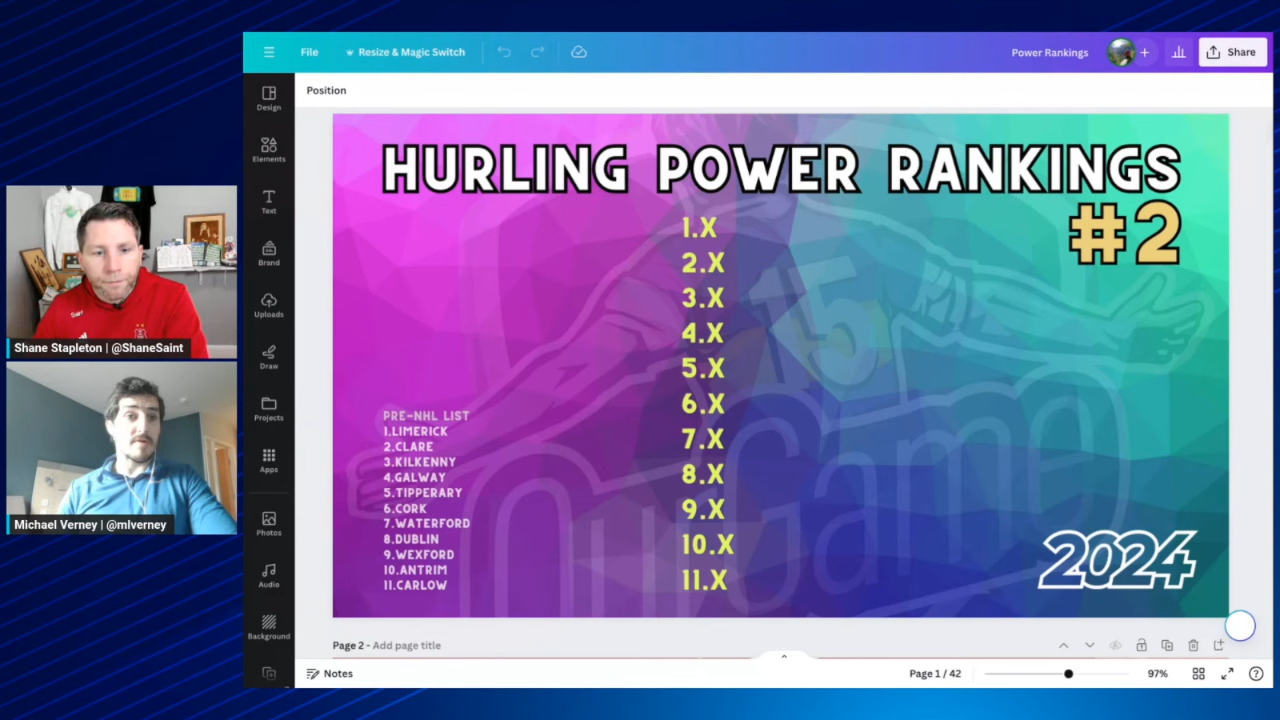 File
Resize & Magic Switch
Power Rankings
Share
Position
Design
Elements
Text
Brand
Uploads
Draw
Projects
Apps
Photos
Audio
Background
HURLING POWER RANKINGS
#2
1.X
2.X
3.X
4.X
5.X
6.X
7.X
8.X
9.X
10.X
11.X
PRE-NHL LIST
1.LIMERICK
2.CLARE
3.KILKENNY
4.GALWAY
5.TIPPERARY
6.CORK
7.WATERFORD
8.DUBLIN
9.WEXFORD
10.ANTRIM
11.CARLOW
15
OurGame
2024
Shane Stapleton | @ShaneSaint
Michael Verney | @mlverney
Page 2 - Add page title
Notes
Page 1 / 42
97%